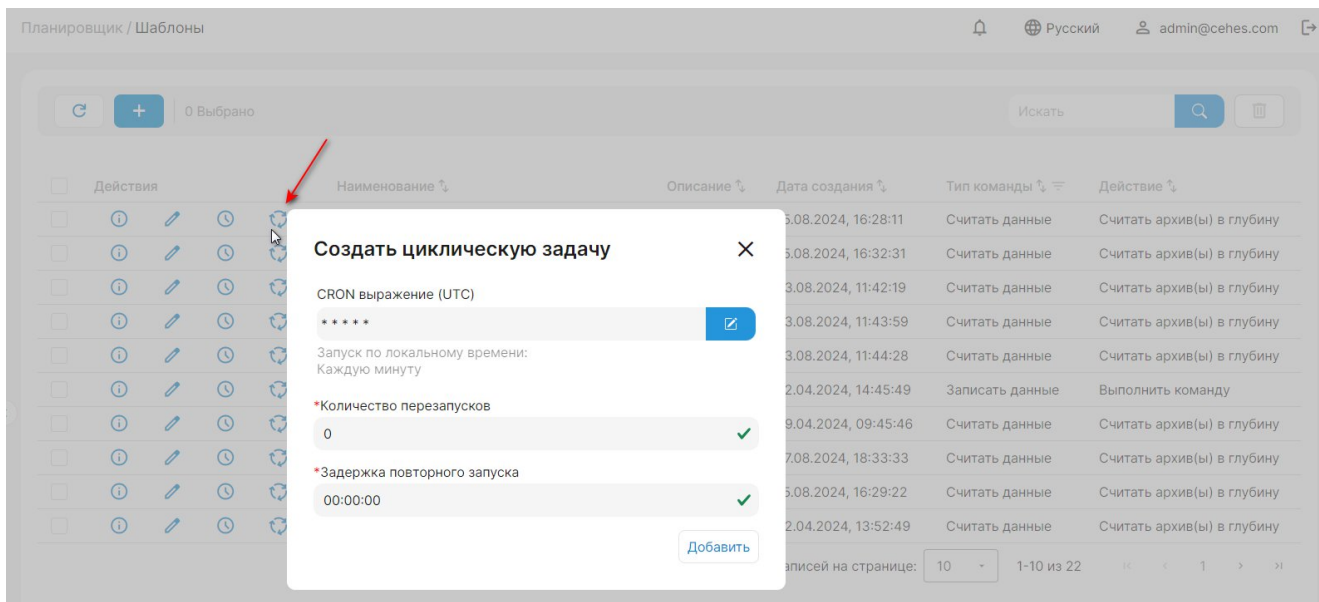 Планировщик / Шаблоны Русский admin@cehes.com
0 Выбрано Искать
Действия Наименование Описание Дата создания Тип команды Действие
5.08.2024, 16:28:11 Считать данные Считать архив(ы) в глубину
Создать циклическую задачу 5.08.2024, 16:32:31 Считать данные Считать архив(ы) в глубину
CRON выражение (UTC) 3.08.2024, 11:42:19 Считать данные Считать архив(ы) в глубину
* * * * * 3.08.2024, 11:43:59 Считать данные Считать архив(ы) в глубину
Запуск по локальному времени: 3.08.2024, 11:44:28 Считать данные Считать архив(ы) в глубину
Каждую минуту
2.04.2024, 14:45:49 Записать данные Выполнить команду
*Количество перезапусков
0 9.04.2024, 09:45:46 Считать данные Считать архив(ы) в глубину
7.08.2024, 18:33:33 Считать данные Считать архив(ы) в глубину
*Задержка повторного запуска
00:00:00 5.08.2024, 16:29:22 Считать данные Считать архив(ы) в глубину
2.04.2024, 13:52:49 Считать данные Считать архив(ы) в глубину
Добавить
аписей на странице: 10 1-10 из 22 1